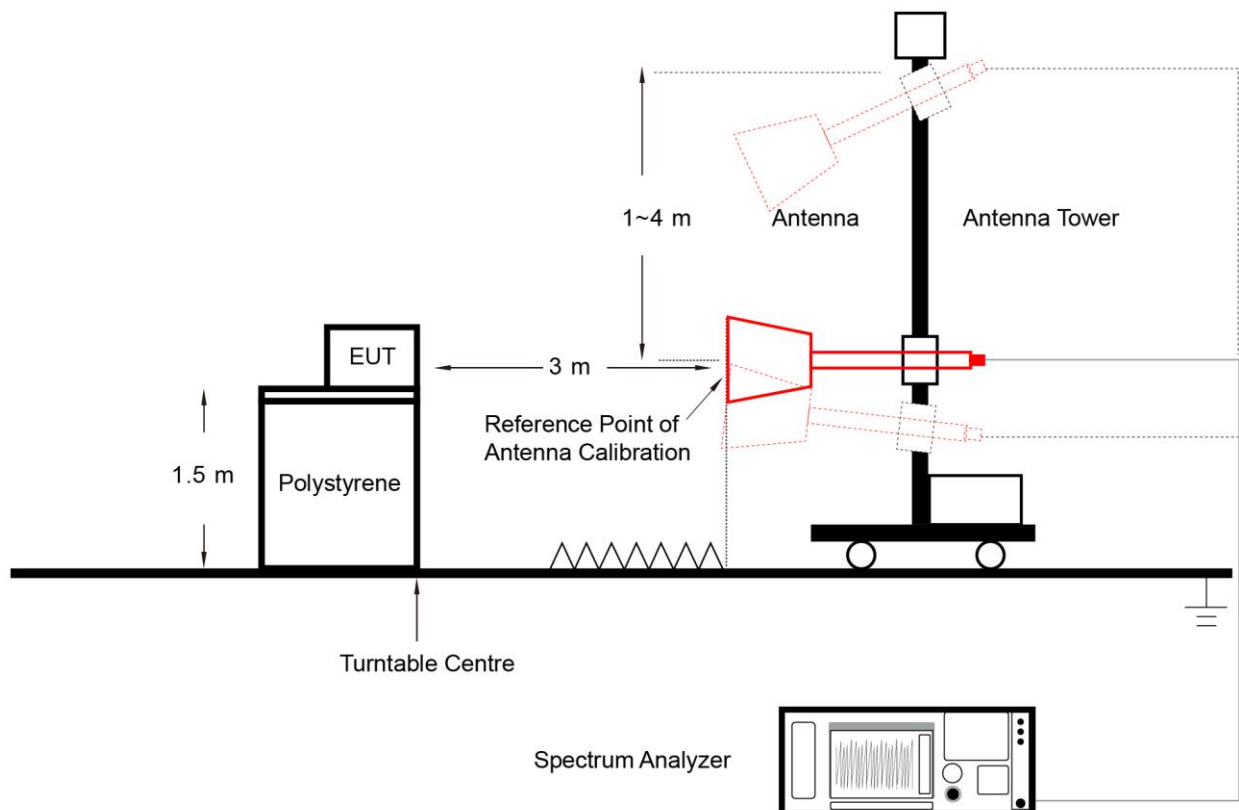 1~4 m
Antenna
Antenna Tower
EUT
3 m
Reference Point of
Antenna Calibration
1.5 m
Polystyrene
Turntable Centre
Spectrum Analyzer